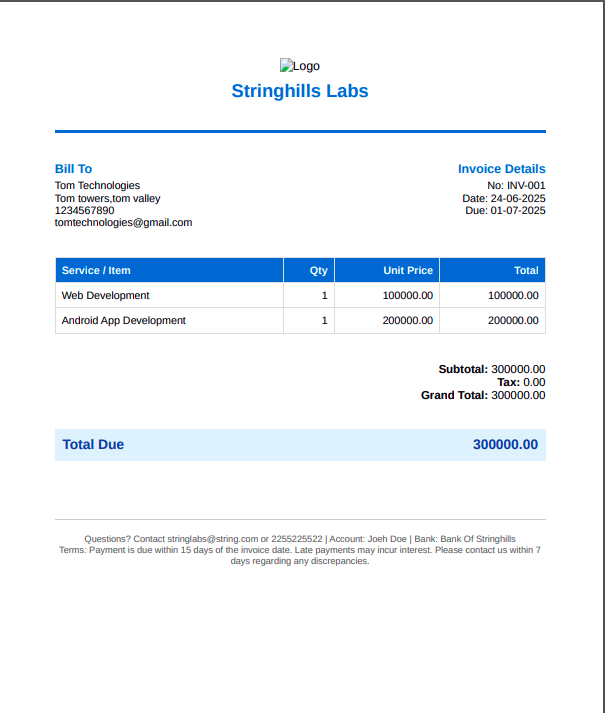 Logo
Stringhills Labs
Bill To
Tom Technologies
Tom towers,tom valley
1234567890
tomtechnologies@gmail.com
Invoice Details
No: INV-001
Date: 24-06-2025
Due: 01-07-2025
Service / Item Qty Unit Price Total
Web Development 1 100000.00 100000.00
Android App Development 1 200000.00 200000.00
Subtotal: 300000.00
Tax: 0.00
Grand Total: 300000.00
Total Due 300000.00
Questions? Contact stringlabs@string.com or 2255225522 | Account: Joeh Doe | Bank: Bank Of Stringhills
Terms: Payment is due within 15 days of the invoice date. Late payments may incur interest. Please contact us within 7
days regarding any discrepancies.